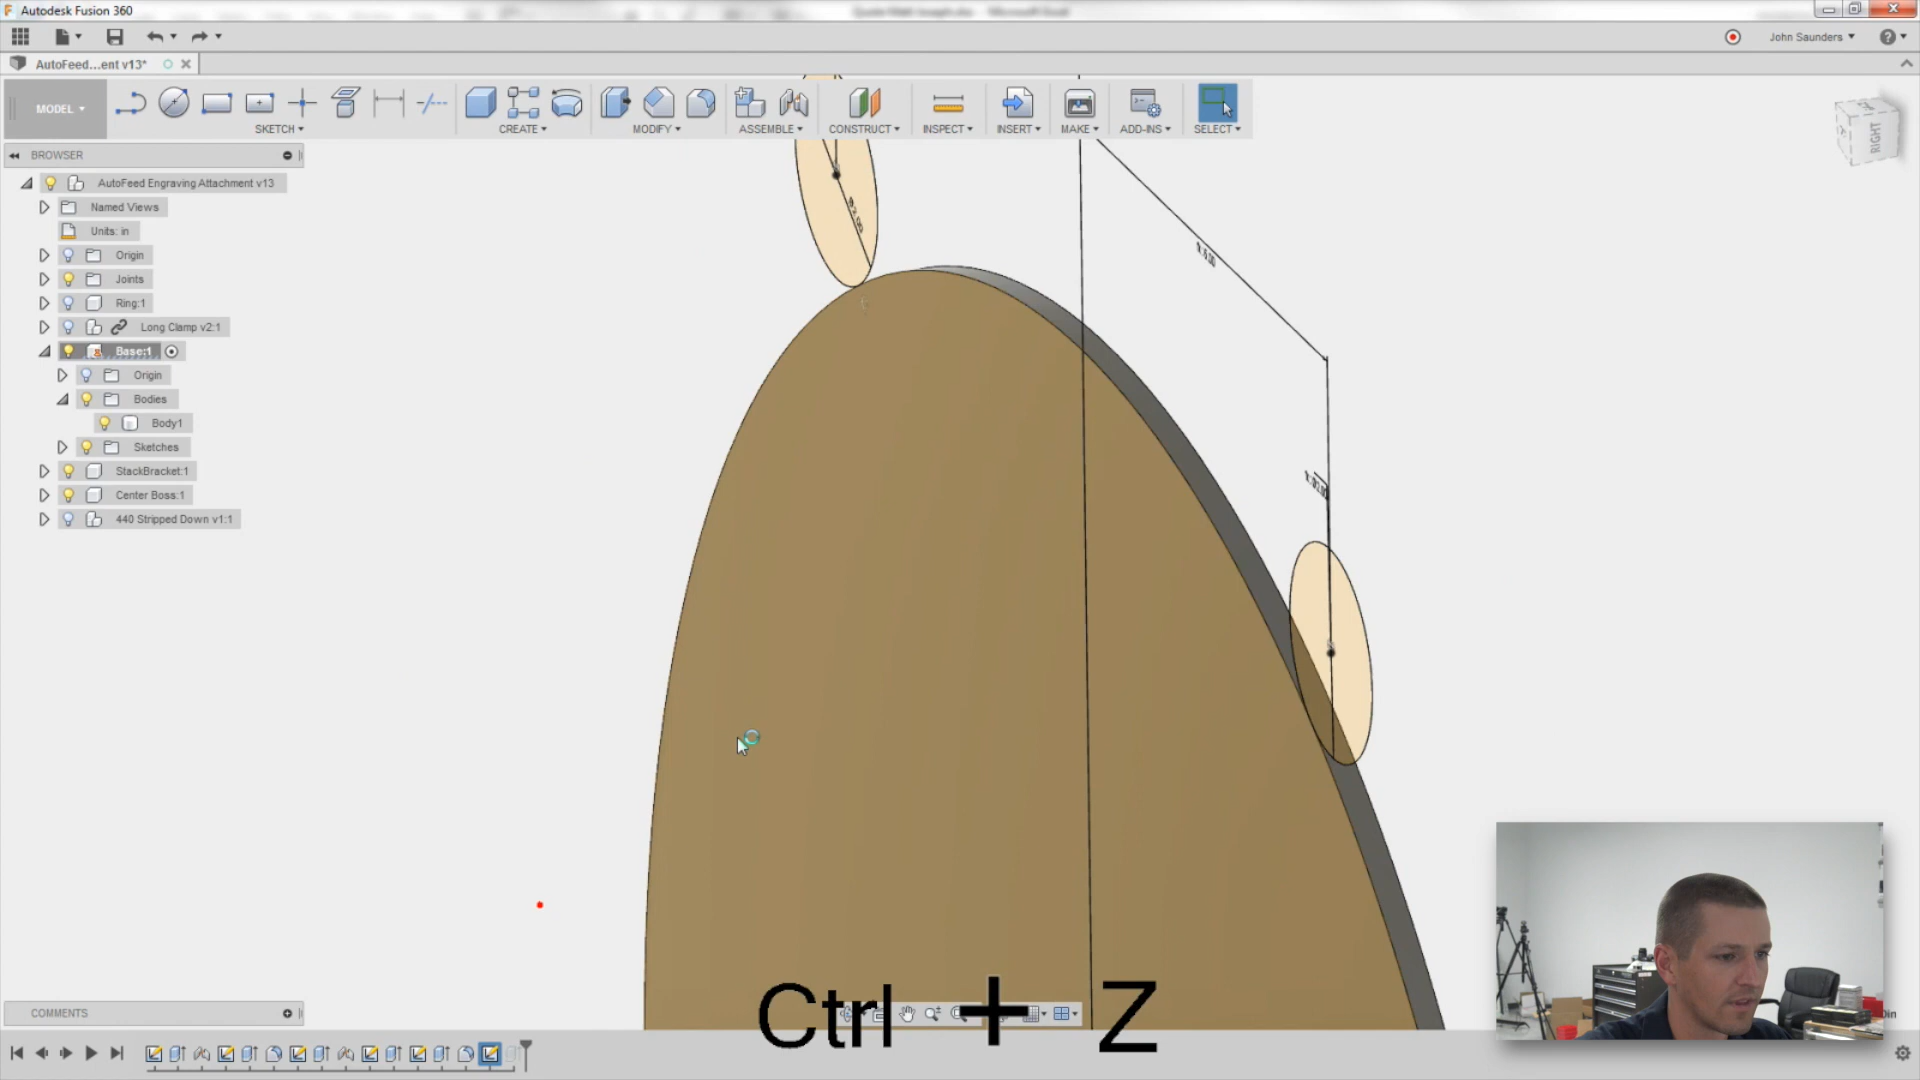 Autodesk Fusion 360
John Saunders
AutoFeed...ent v13*
MODEL
SKETCH
CREATE
MODIFY
ASSEMBLE
CONSTRUCT
INSPECT
INSERT
MAKE
ADD-INS
SELECT
RIGHT
BROWSER
AutoFeed Engraving Attachment v13
Named Views
Units: in
Origin
Joints
Ring:1
Long Clamp v2:1
Base:1
Origin
Bodies
Body1
Sketches
StackBracket:1
Center Boss:1
440 Stripped Down v1:1
Ctrl + Z
COMMENTS